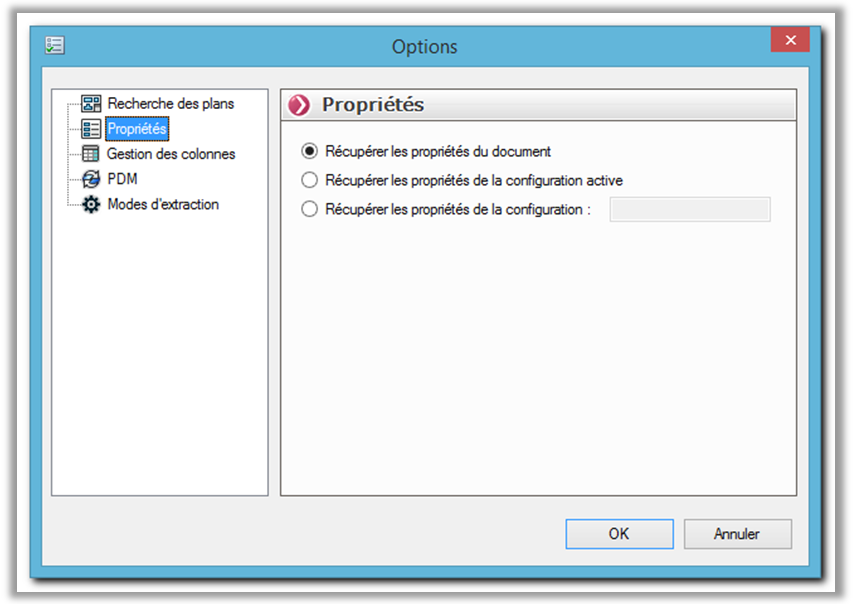 Options
Recherche des plans
Propriétés
Gestion des colonnes
PDM
Modes d'extraction
Propriétés
Récupérer les propriétés du document
Récupérer les propriétés de la configuration active
Récupérer les propriétés de la configuration :
OK
Annuler